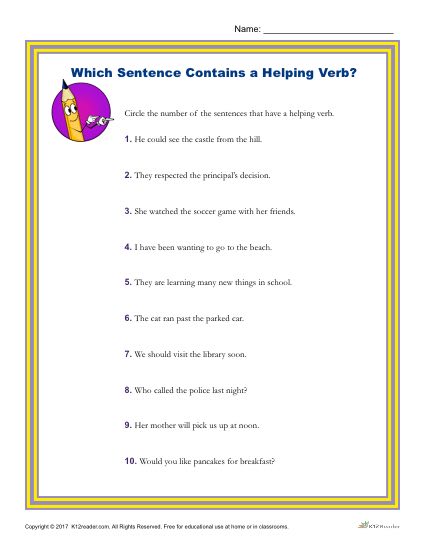 Name:
Which Sentence Contains a Helping Verb?
Circle the number of the sentences that have a helping verb.
1. He could see the castle from the hill.
2. They respected the principal's decision.
3. She watched the soccer game with her friends.
4. I have been wanting to go to the beach.
5. They are learning many new things in school.
6. The cat ran past the parked car.
7. We should visit the library soon.
8. Who called the police last night?
9. Her mother will pick us up at noon.
10. Would you like pancakes for breakfast?
Copyright © 2017 K12reader.com. All Rights Reserved. Free for educational use at home or in classrooms.
K12READER